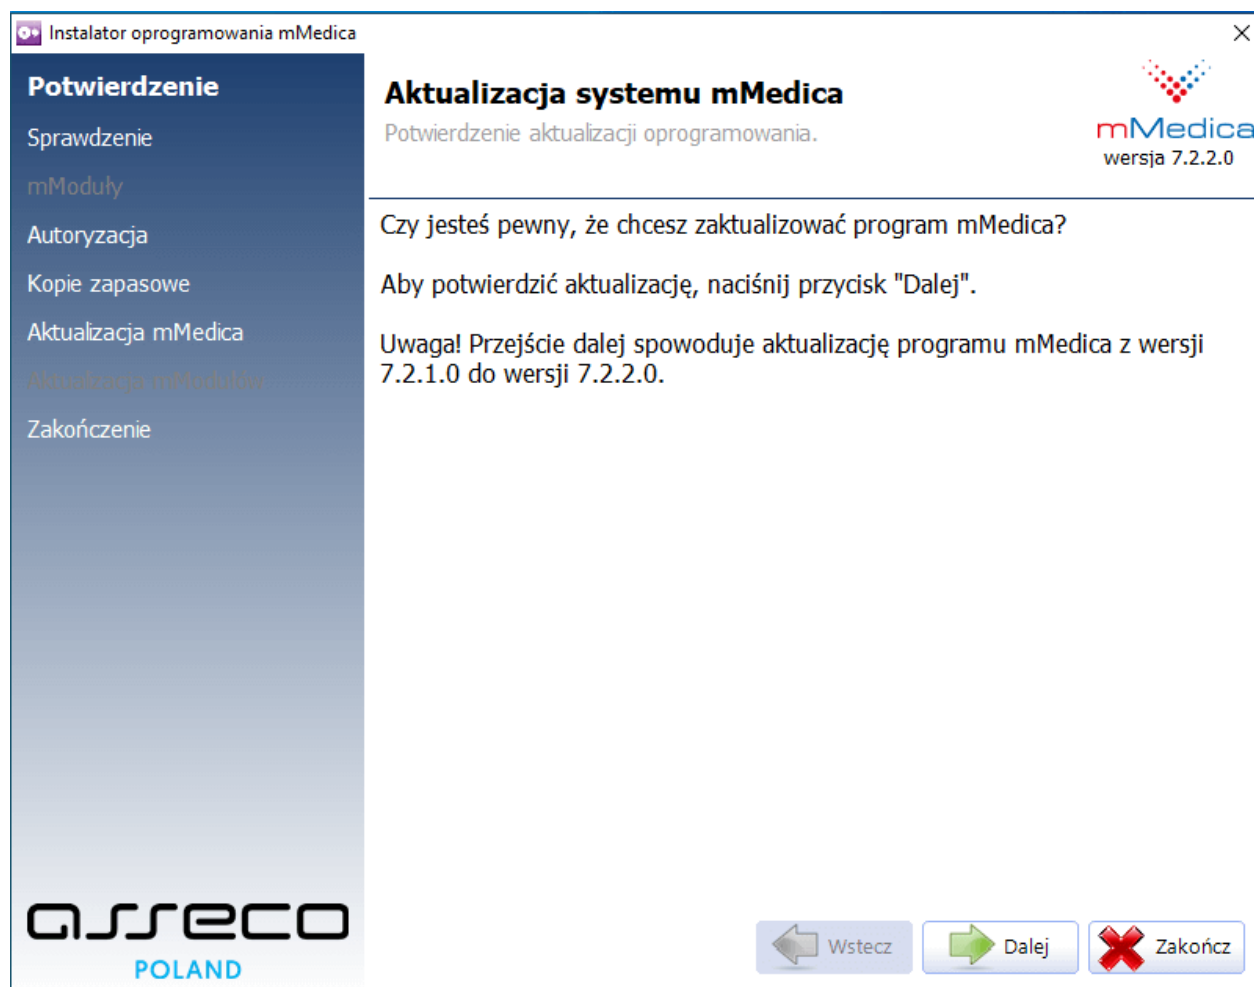 Instalator oprogramowania mMedica
Potwierdzenie
Sprawdzenie
mModuły
Autoryzacja
Kopie zapasowe
Aktualizacja mMedica
Aktualizacja mModułów
Zakończenie
asseco
POLAND
Aktualizacja systemu mMedica
Potwierdzenie aktualizacji oprogramowania.
mMedica
wersja 7.2.2.0
Czy jesteś pewny, że chcesz zaktualizować program mMedica?
Aby potwierdzić aktualizację, naciśnij przycisk "Dalej".
Uwaga! Przejście dalej spowoduje aktualizację programu mMedica z wersji
7.2.1.0 do wersji 7.2.2.0.
Wstecz
Dalej
Zakończ